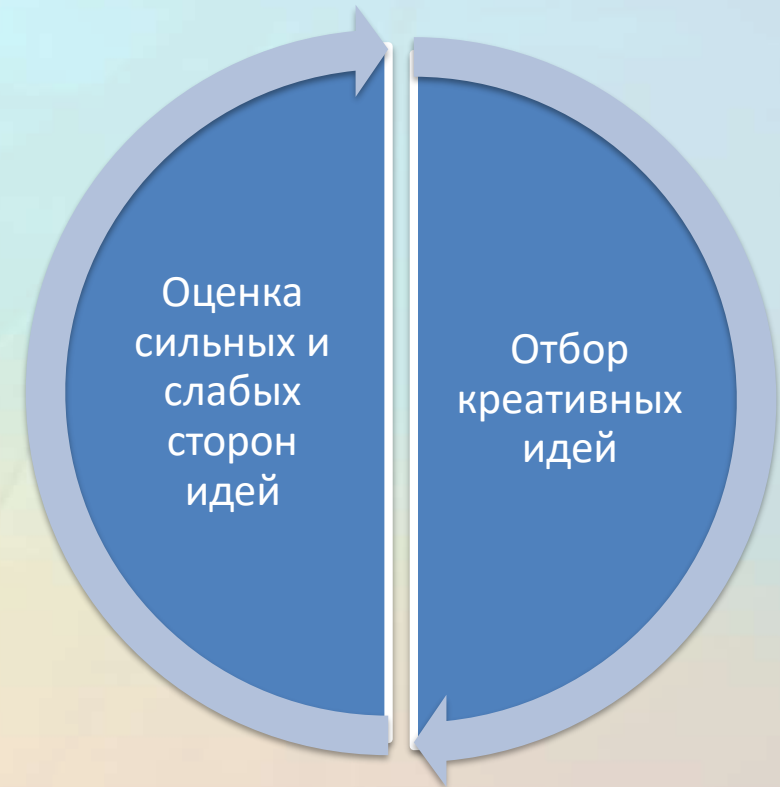 Оценка
сильных и
слабых
сторон
идей
Отбор
креативных
идей